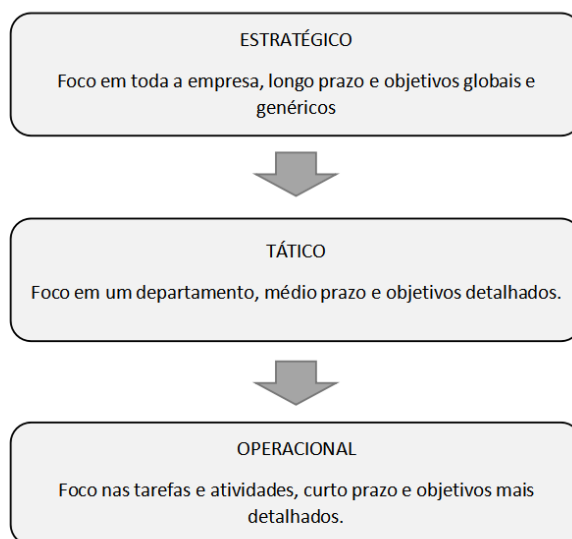 ESTRATÉGICO
Foco em toda a empresa, longo prazo e objetivos globais e
genéricos
TÁTICO
Foco em um departamento, médio prazo e objetivos detalhados.
OPERACIONAL
Foco nas tarefas e atividades, curto prazo e objetivos mais
detalhados.